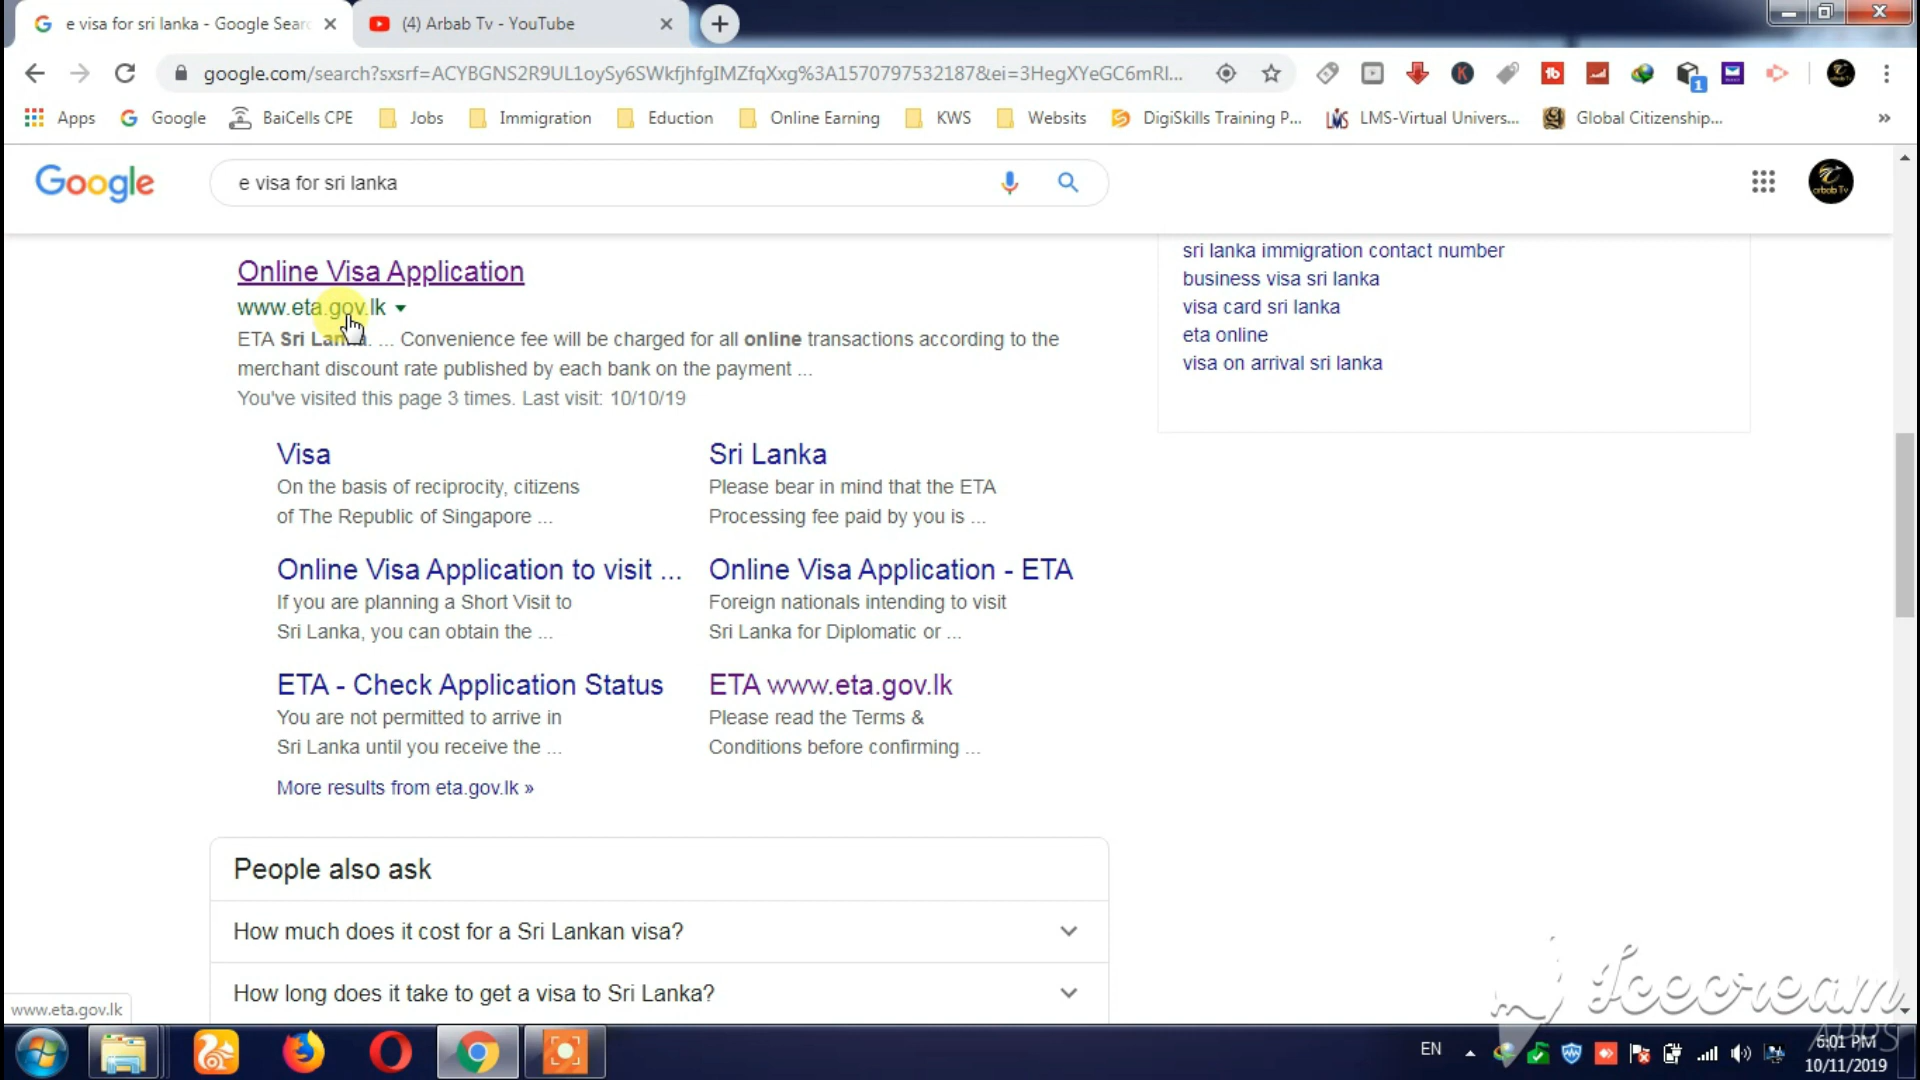 e visa for sri lanka - Google Sear
(4) Arbab Tv - YouTube
google.com/search?sxsrf=ACYBGNS2R9UL1oySy6SWkfjhfgIMZfqXxg%3A1570797532187&ei=3HegXYeGC6mRl...
Apps
Google
BaiCells CPE
Jobs
Immigration
Eduction
Online Earning
KWS
Website
DigiSkills Training P...
LMS-Virtual Univers...
Global Citizenship...
»
Google
e visa for sri lanka
sri lanka immigration contact number
business visa sri lanka
visa card sri lanka
eta online
visa on arrival sri lanka
Online Visa Application
www.eta.gov.lk
ETA Sri Lanka. ... Convenience fee will be charged for all online transactions according to the
merchant discount rate published by each bank on the payment ...
You've visited this page 3 times. Last visit: 10/10/19
Visa
On the basis of reciprocity, citizens
of The Republic of Singapore ...
Sri Lanka
Please bear in mind that the ETA
Processing fee paid by you is ...
Online Visa Application to visit ...
If you are planning a Short Visit to
Sri Lanka, you can obtain the ...
Online Visa Application - ETA
Foreign nationals intending to visit
Sri Lanka for Diplomatic or ...
ETA - Check Application Status
You are not permitted to arrive in
Sri Lanka until you receive the ...
ETA www.eta.gov.lk
Please read the Terms &
Conditions before confirming ...
More results from eta.gov.lk »
People also ask
How much does it cost for a Sri Lankan visa?
How long does it take to get a visa to Sri Lanka?
www.eta.gov.lk
Icecream
APPS
EN
6:01 PM
10/11/2019